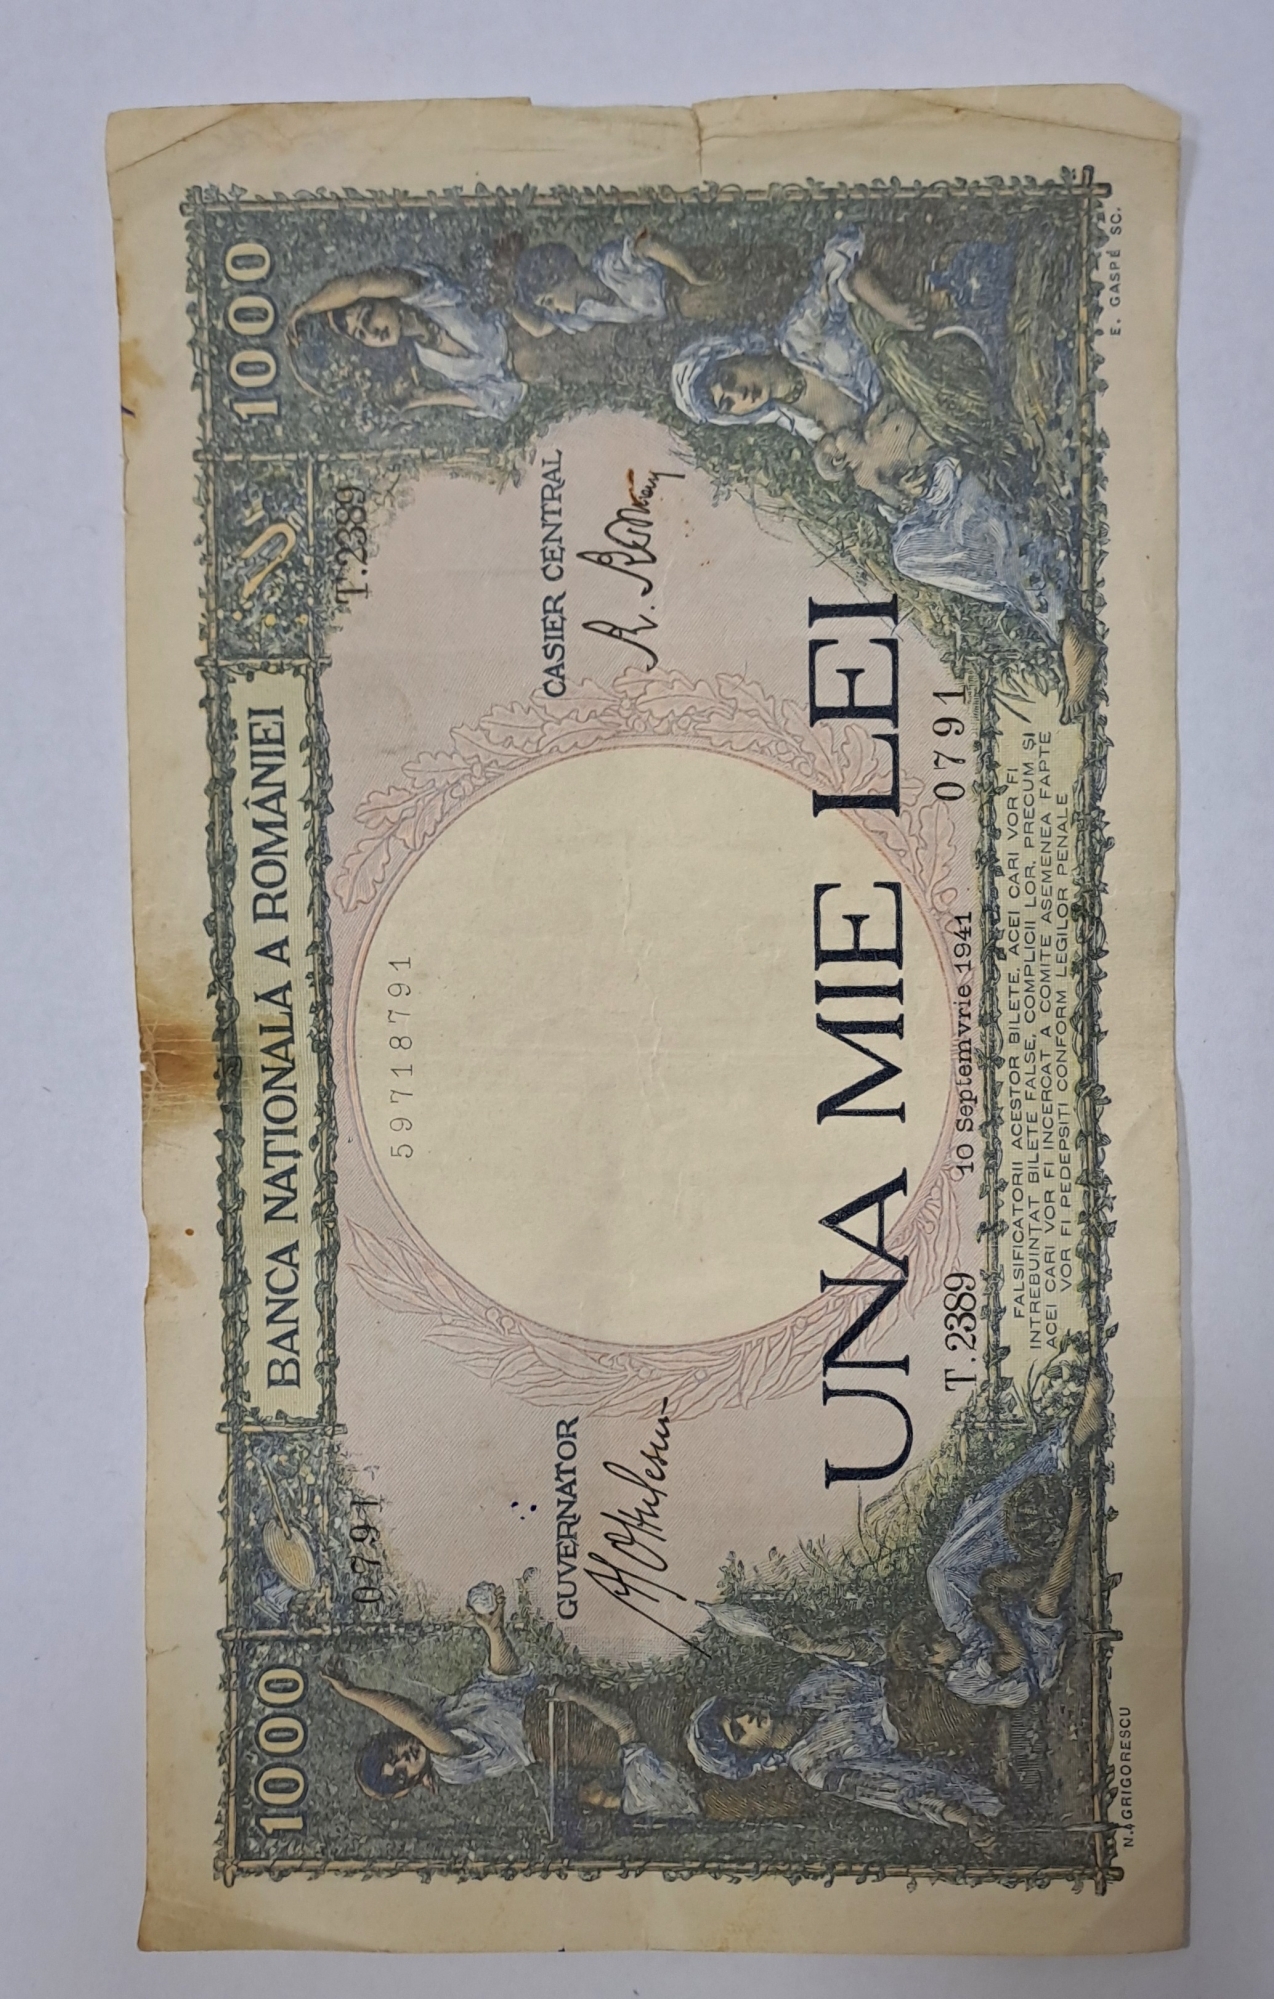 1000
BANCA NAȚIONALĂ A ROMÂNIEI
1000
0791
T.2389
59718791
GUVERNATOR
CASIER CENTRAL
UNA MIE LEI
T.2389
10 Septemvrie 1941
0791
FALSIFICATORII ACESTOR BILETE, ACEI CARI VOR FI
INTREBUINTAT BILETE FALSE, COMPLICII LOR, PRECUM ȘI
ACEI CARI VOR FI INCERCAT A COMITE ASEMENEA FAPTE
VOR FI PEDEPSITI CONFORM LEGILOR PENALE
N. GRIGORESCU
E. GASPÉ SC.